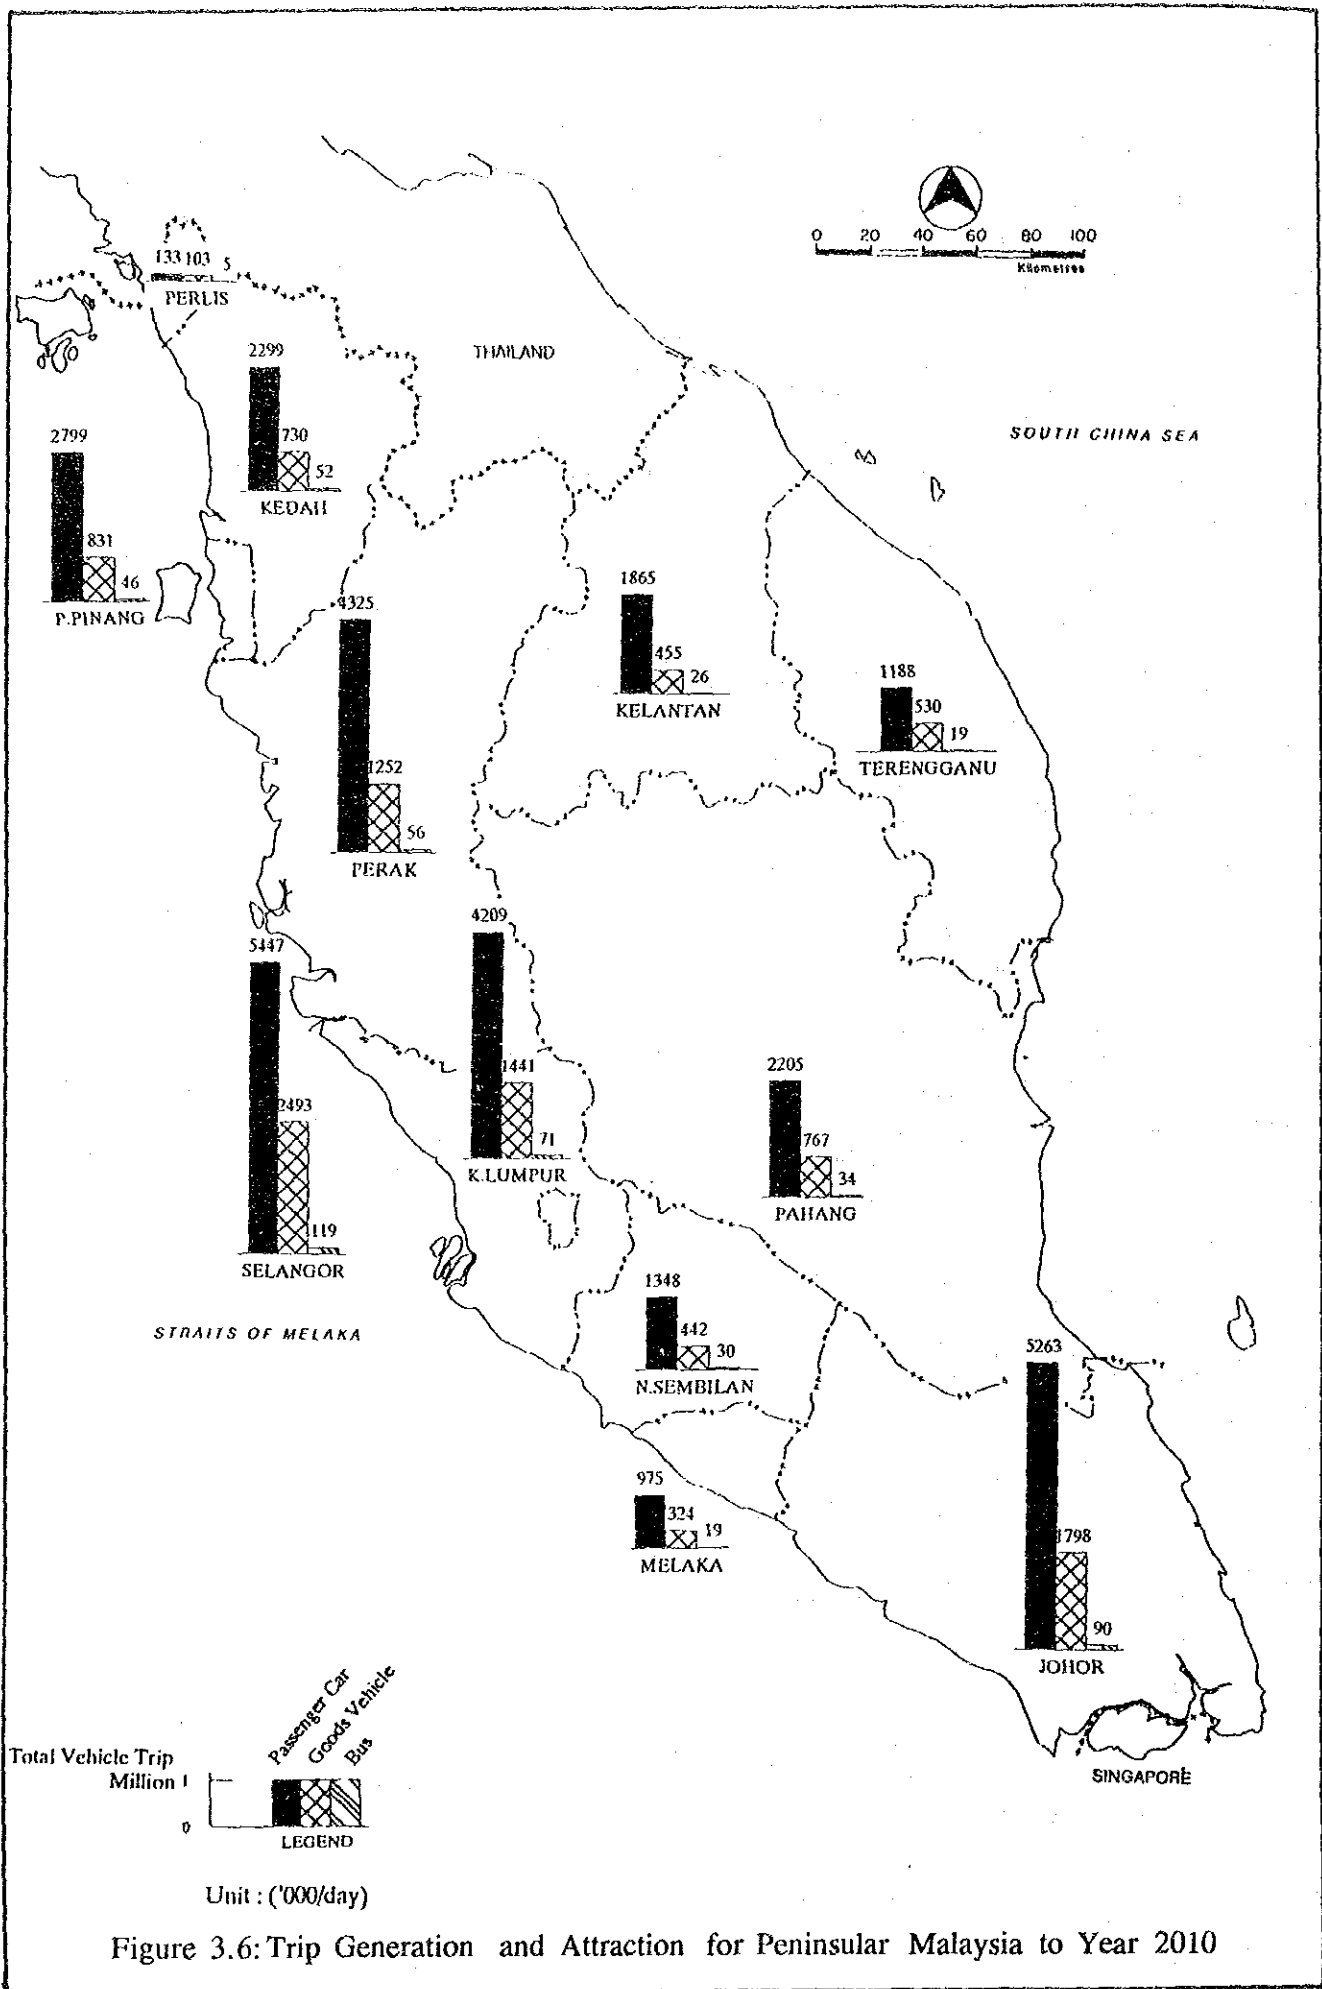 0 20 40 60 80 100
Kilometres
133 103 5
PERLIS
THAILAND
2299
730
52
KEDAH
SOUTH CHINA SEA
2799
831
46
P.PINANG
4325
1252
56
PERAK
1865
455
26
KELANTAN
1188
530
19
TERENGGANU
4209
1441
71
K.LUMPUR
5447
2493
119
SELANGOR
2205
767
34
PAHANG
STRAITS OF MELAKA
1348
442
30
N.SEMBILAN
5263
1798
90
JOHOR
975
324
19
MELAKA
SINGAPORE
Passenger Car
Goods Vehicle
Bus
Total Vehicle Trip
Million 1
0
LEGEND
Unit : ('000/day)
Figure 3.6: Trip Generation and Attraction for Peninsular Malaysia to Year 2010